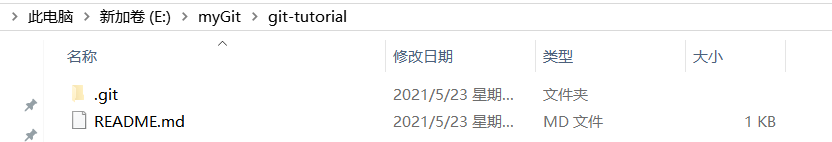 此电脑 > 新加卷 (E:) > myGit > git-tutorial
名称 修改日期 类型 大小
.git 2021/5/23 星期... 文件夹
README.md 2021/5/23 星期... MD 文件 1 KB